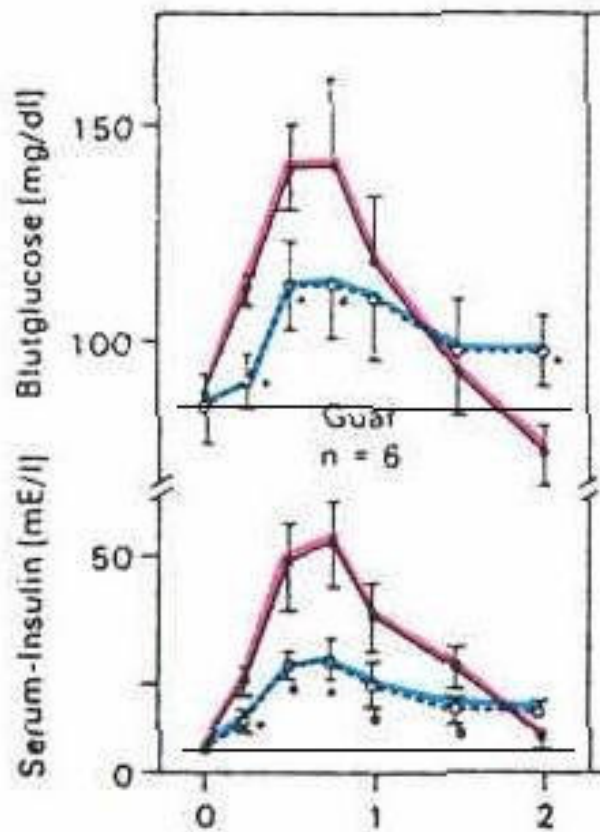 Blutglucose [mg/dl]
150
100
Guar
n = 6
Serum-Insulin [mE/l]
50
0
0
1
2